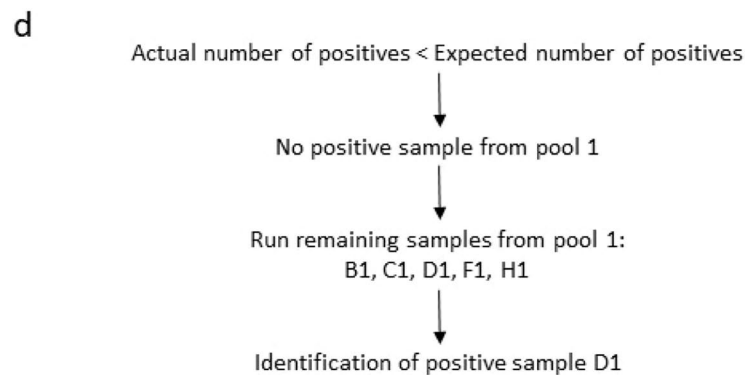 d
Actual number of positives < Expected number of positives
No positive sample from pool 1
Run remaining samples from pool 1:
B1, C1, D1, F1, H1
Identification of positive sample D1